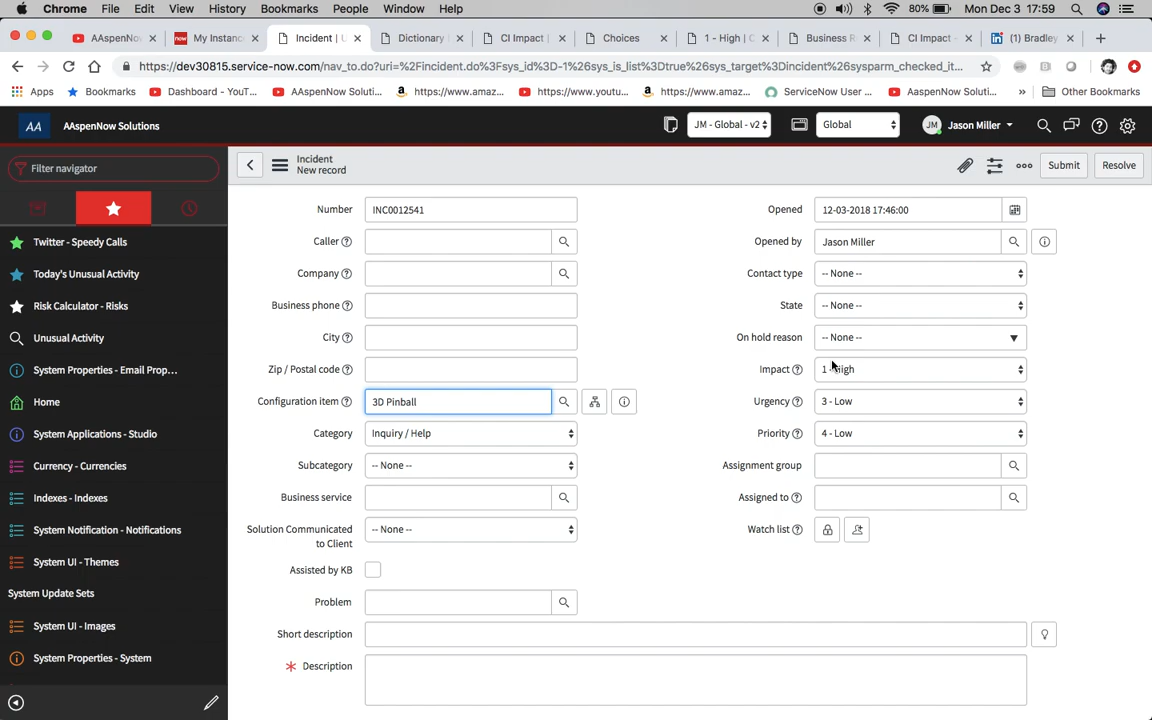 Chrome File Edit View History Bookmarks People Window Help 80% Mon Dec 3 17:59
AAspenNo My Instanc Incident | U Dictionary CI Impact | Choices 1 - High | C Business R CI Impact - (1) Bradley
https://dev30815.service-now.com/nav_to.do?uri=%2Fincident.do%3Fsys_id%3D-1%26sys_is_list%3Dtrue%26sys_target%3Dincident%26sysparm_checked_it...
Apps Bookmarks Dashboard - YouT... AAspenNow Soluti... https://www.amaz... https://www.youtu... https://www.amaz... ServiceNow User ... AAspenNow Soluti... » Other Bookmarks
AA AAspenNow Solutions JM - Global - v2 Global JM Jason Miller
Filter navigator
Incident
New record
Submit Resolve
Twitter - Speedy Calls
Today's Unusual Activity
Risk Calculator - Risks
Unusual Activity
System Properties - Email Prop...
Home
System Applications - Studio
Currency - Currencies
Indexes - Indexes
System Notification - Notifications
System UI - Themes
System Update Sets
System UI - Images
System Properties - System
Number INC0012541
Caller
Company
Business phone
City
Zip / Postal code
Configuration item 3D Pinball
Category Inquiry / Help
Subcategory -- None --
Business service
Solution Communicated
to Client -- None --
Assisted by KB
Problem
Short description
Description
Opened 12-03-2018 17:46:00
Opened by Jason Miller
Contact type -- None --
State -- None --
On hold reason -- None --
Impact 1 - High
Urgency 3 - Low
Priority 4 - Low
Assignment group
Assigned to
Watch list